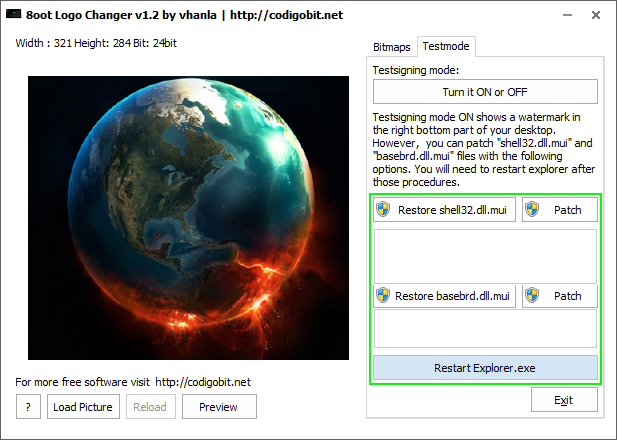 8oot Logo Changer v1.2 by vhanla | http://codigobit.net
Width : 321 Height: 284 Bit: 24bit
Bitmaps
Testmode
Testsigning mode:
Turn it ON or OFF
Testsigning mode ON shows a watermark in
the right bottom part of your desktop.
However, you can patch "shell32.dll.mui" and
"basebrd.dll.mui" files with the following
options. You will need to restart explorer after
those procedures.
Restore shell32.dll.mui
Patch
Restore basebrd.dll.mui
Patch
Restart Explorer.exe
For more free software visit http://codigobit.net
?
Load Picture
Reload
Preview
Exit